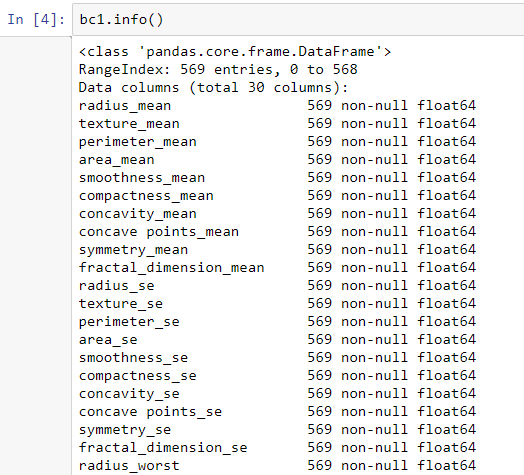 In [4]: bc1.info()
<class 'pandas.core.frame.DataFrame'>
RangeIndex: 569 entries, 0 to 568
Data columns (total 30 columns):
radius_mean                569 non-null float64
texture_mean               569 non-null float64
perimeter_mean             569 non-null float64
area_mean                  569 non-null float64
smoothness_mean            569 non-null float64
compactness_mean           569 non-null float64
concavity_mean             569 non-null float64
concave points_mean        569 non-null float64
symmetry_mean              569 non-null float64
fractal_dimension_mean     569 non-null float64
radius_se                  569 non-null float64
texture_se                 569 non-null float64
perimeter_se               569 non-null float64
area_se                    569 non-null float64
smoothness_se              569 non-null float64
compactness_se             569 non-null float64
concavity_se               569 non-null float64
concave points_se          569 non-null float64
symmetry_se                569 non-null float64
fractal_dimension_se       569 non-null float64
radius_worst               569 non-null float64